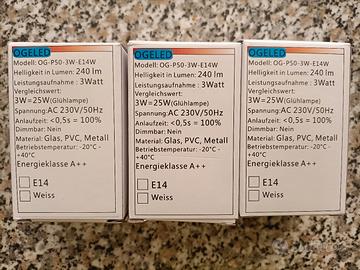 OGELED
Modell: OG-P50-3W-E14W
Helligkeit in Lumen: 240 lm
Leistungsaufnahme : 3Watt
Vergleichswert:
3W=25W(Glühlampe)
Spannung:AC 230V/50Hz
Anlaufzeit: <0,5s = 100%
Dimmbar: Nein
Material: Glas, PVC, Metall
Betriebstemperatur: -20°C -
+40°C
Energieklasse A++
E14
Weiss
OGELED
Modell: OG-P50-3W-E14W
Helligkeit in Lumen: 240 lm
Leistungsaufnahme : 3Watt
Vergleichswert:
3W=25W(Glühlampe)
Spannung:AC 230V/50Hz
Anlaufzeit: <0,5s = 100%
Dimmbar: Nein
Material: Glas, PVC, Metall
Betriebstemperatur: -20°C -
+40°C
Energieklasse A++
E14
Weiss
OGELED
Modell: OG-P50-3W-E14W
Helligkeit in Lumen: 240 lm
Leistungsaufnahme : 3Watt
Vergleichswert:
3W=25W(Glühlampe)
Spannung:AC 230V/50Hz
Anlaufzeit: <0,5s = 100%
Dimmbar: Nein
Material: Glas, PVC, Metall
Betriebstemperatur: -20°C -
+40°C
Energieklasse A++
E14
Weiss